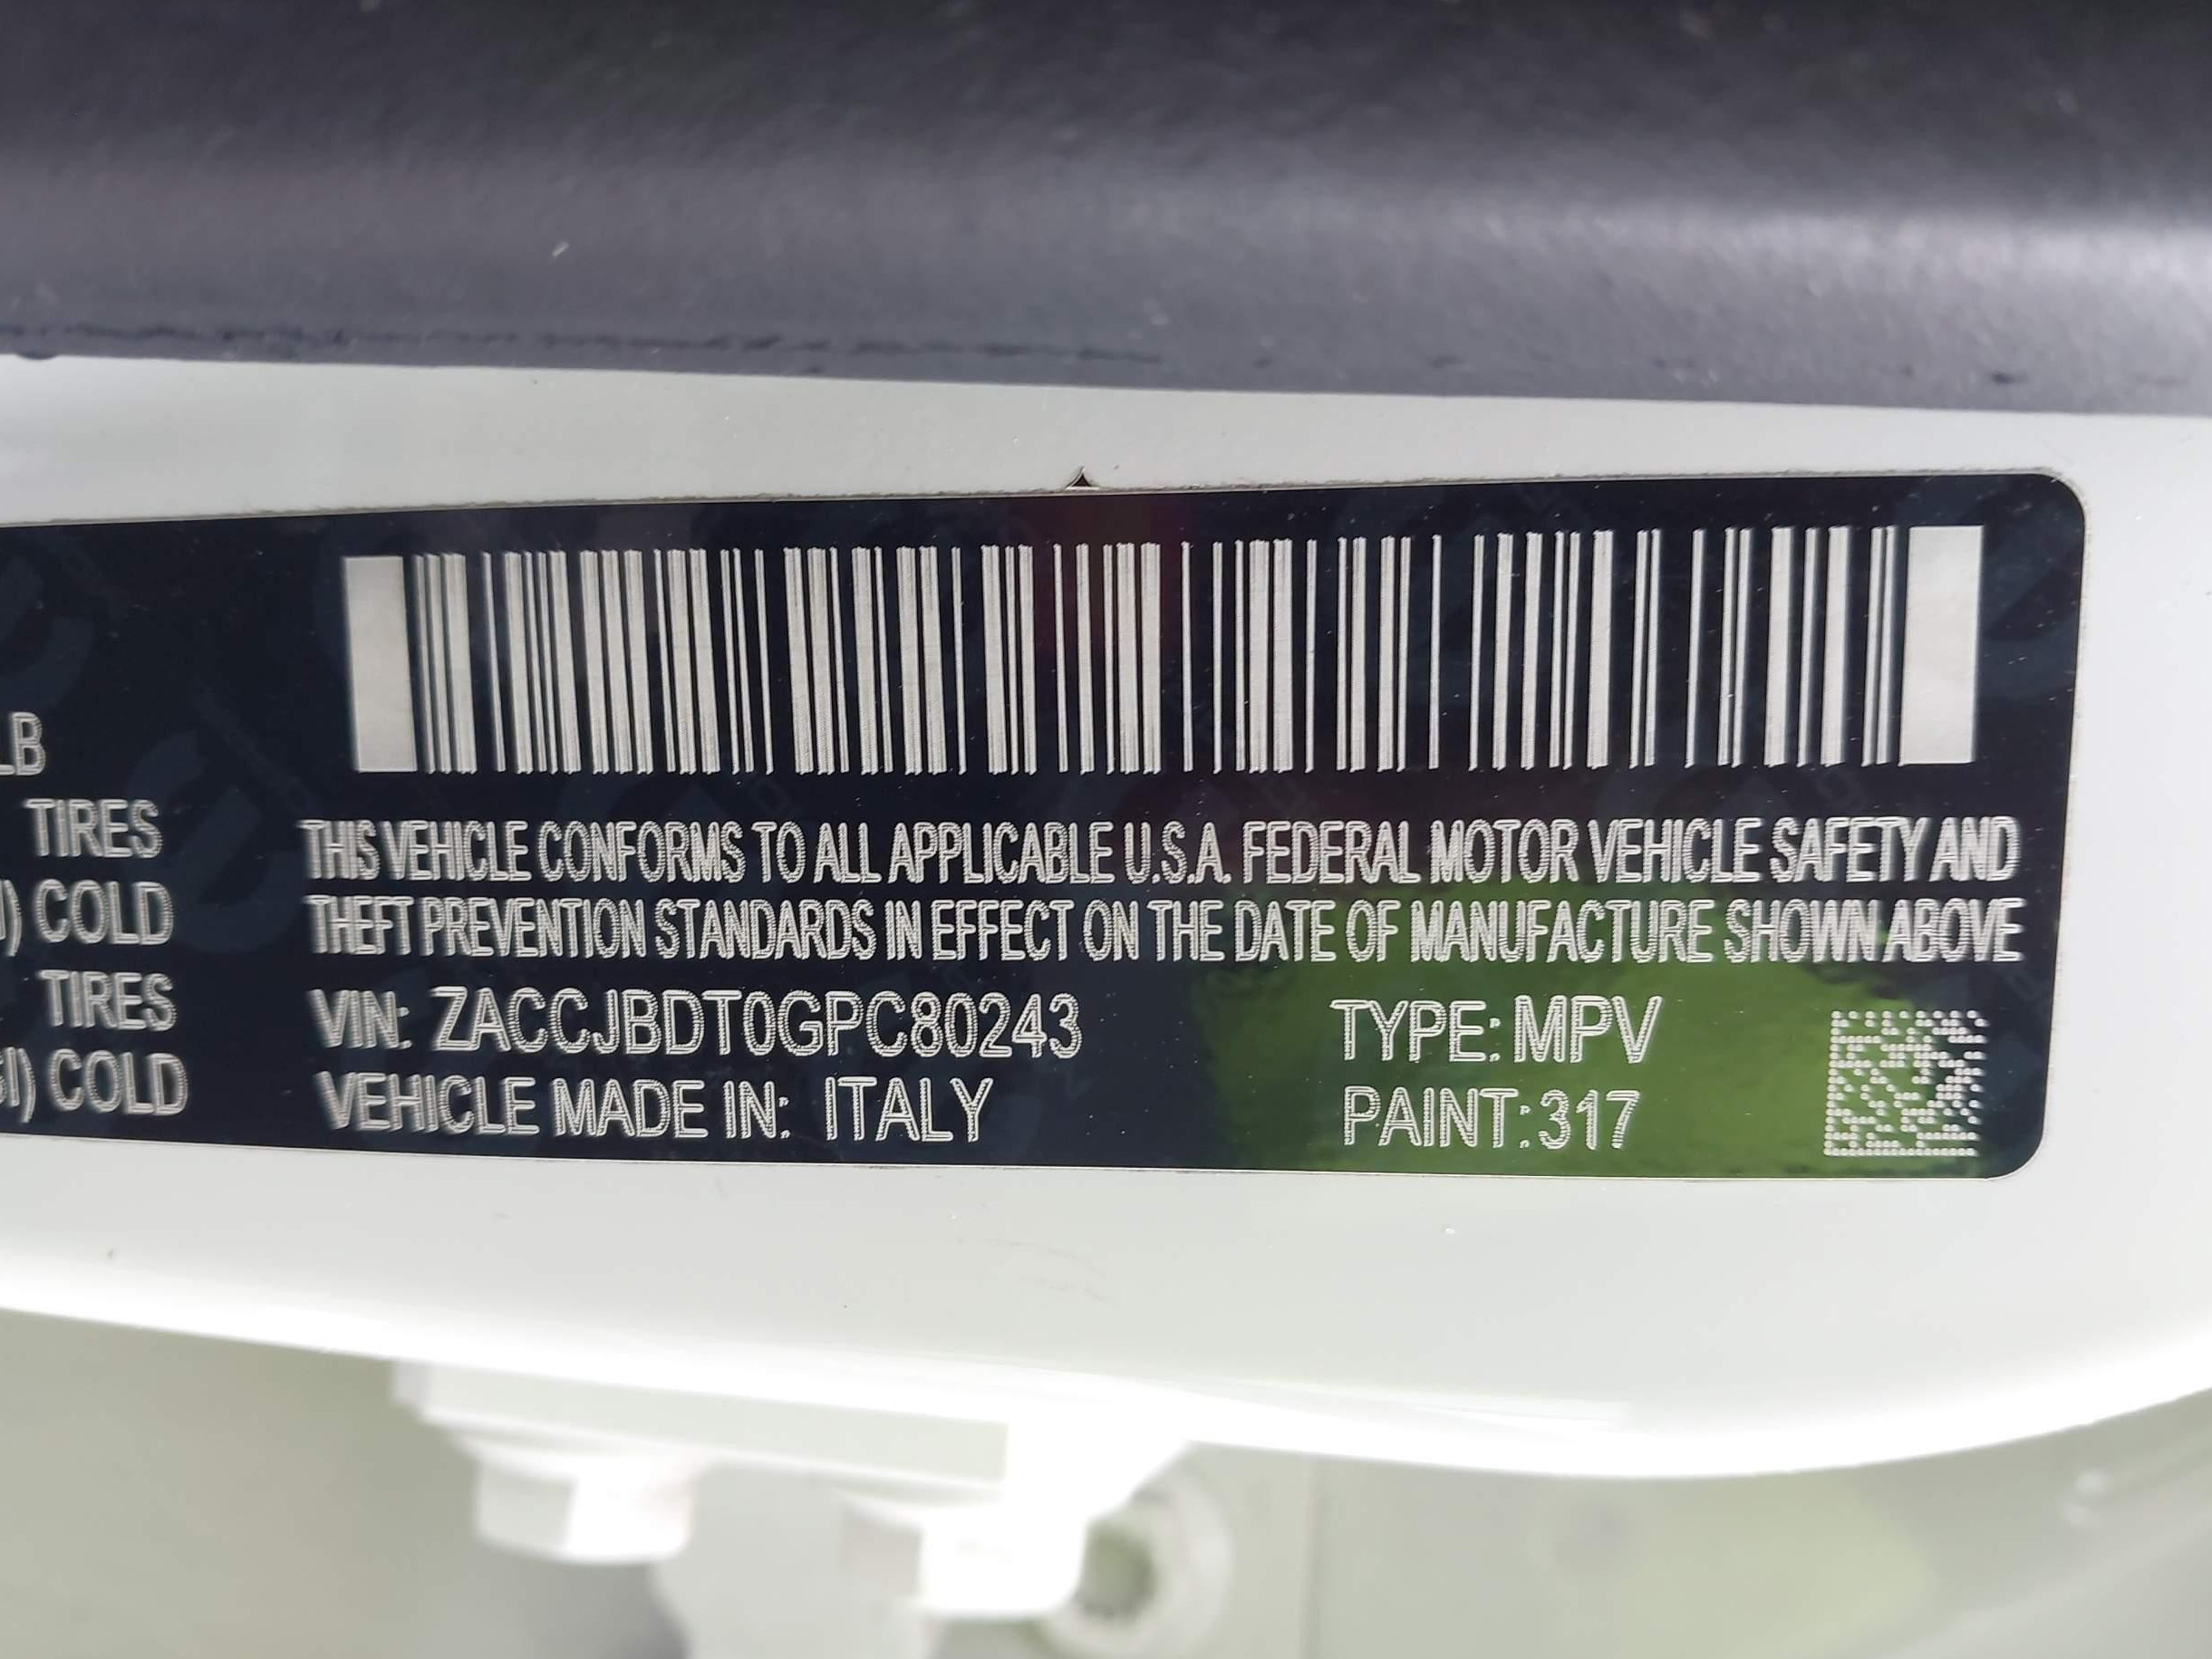 LB
TIRES
I) COLD
TIRES
SI) COLD
THIS VEHICLE CONFORMS TO ALL APPLICABLE U.S.A. FEDERAL MOTOR VEHICLE SAFETY AND
THEFT PREVENTION STANDARDS IN EFFECT ON THE DATE OF MANUFACTURE SHOWN ABOVE
VIN: ZACCJBDT0GPC80243
TYPE: MPV
VEHICLE MADE IN: ITALY
PAINT: 317